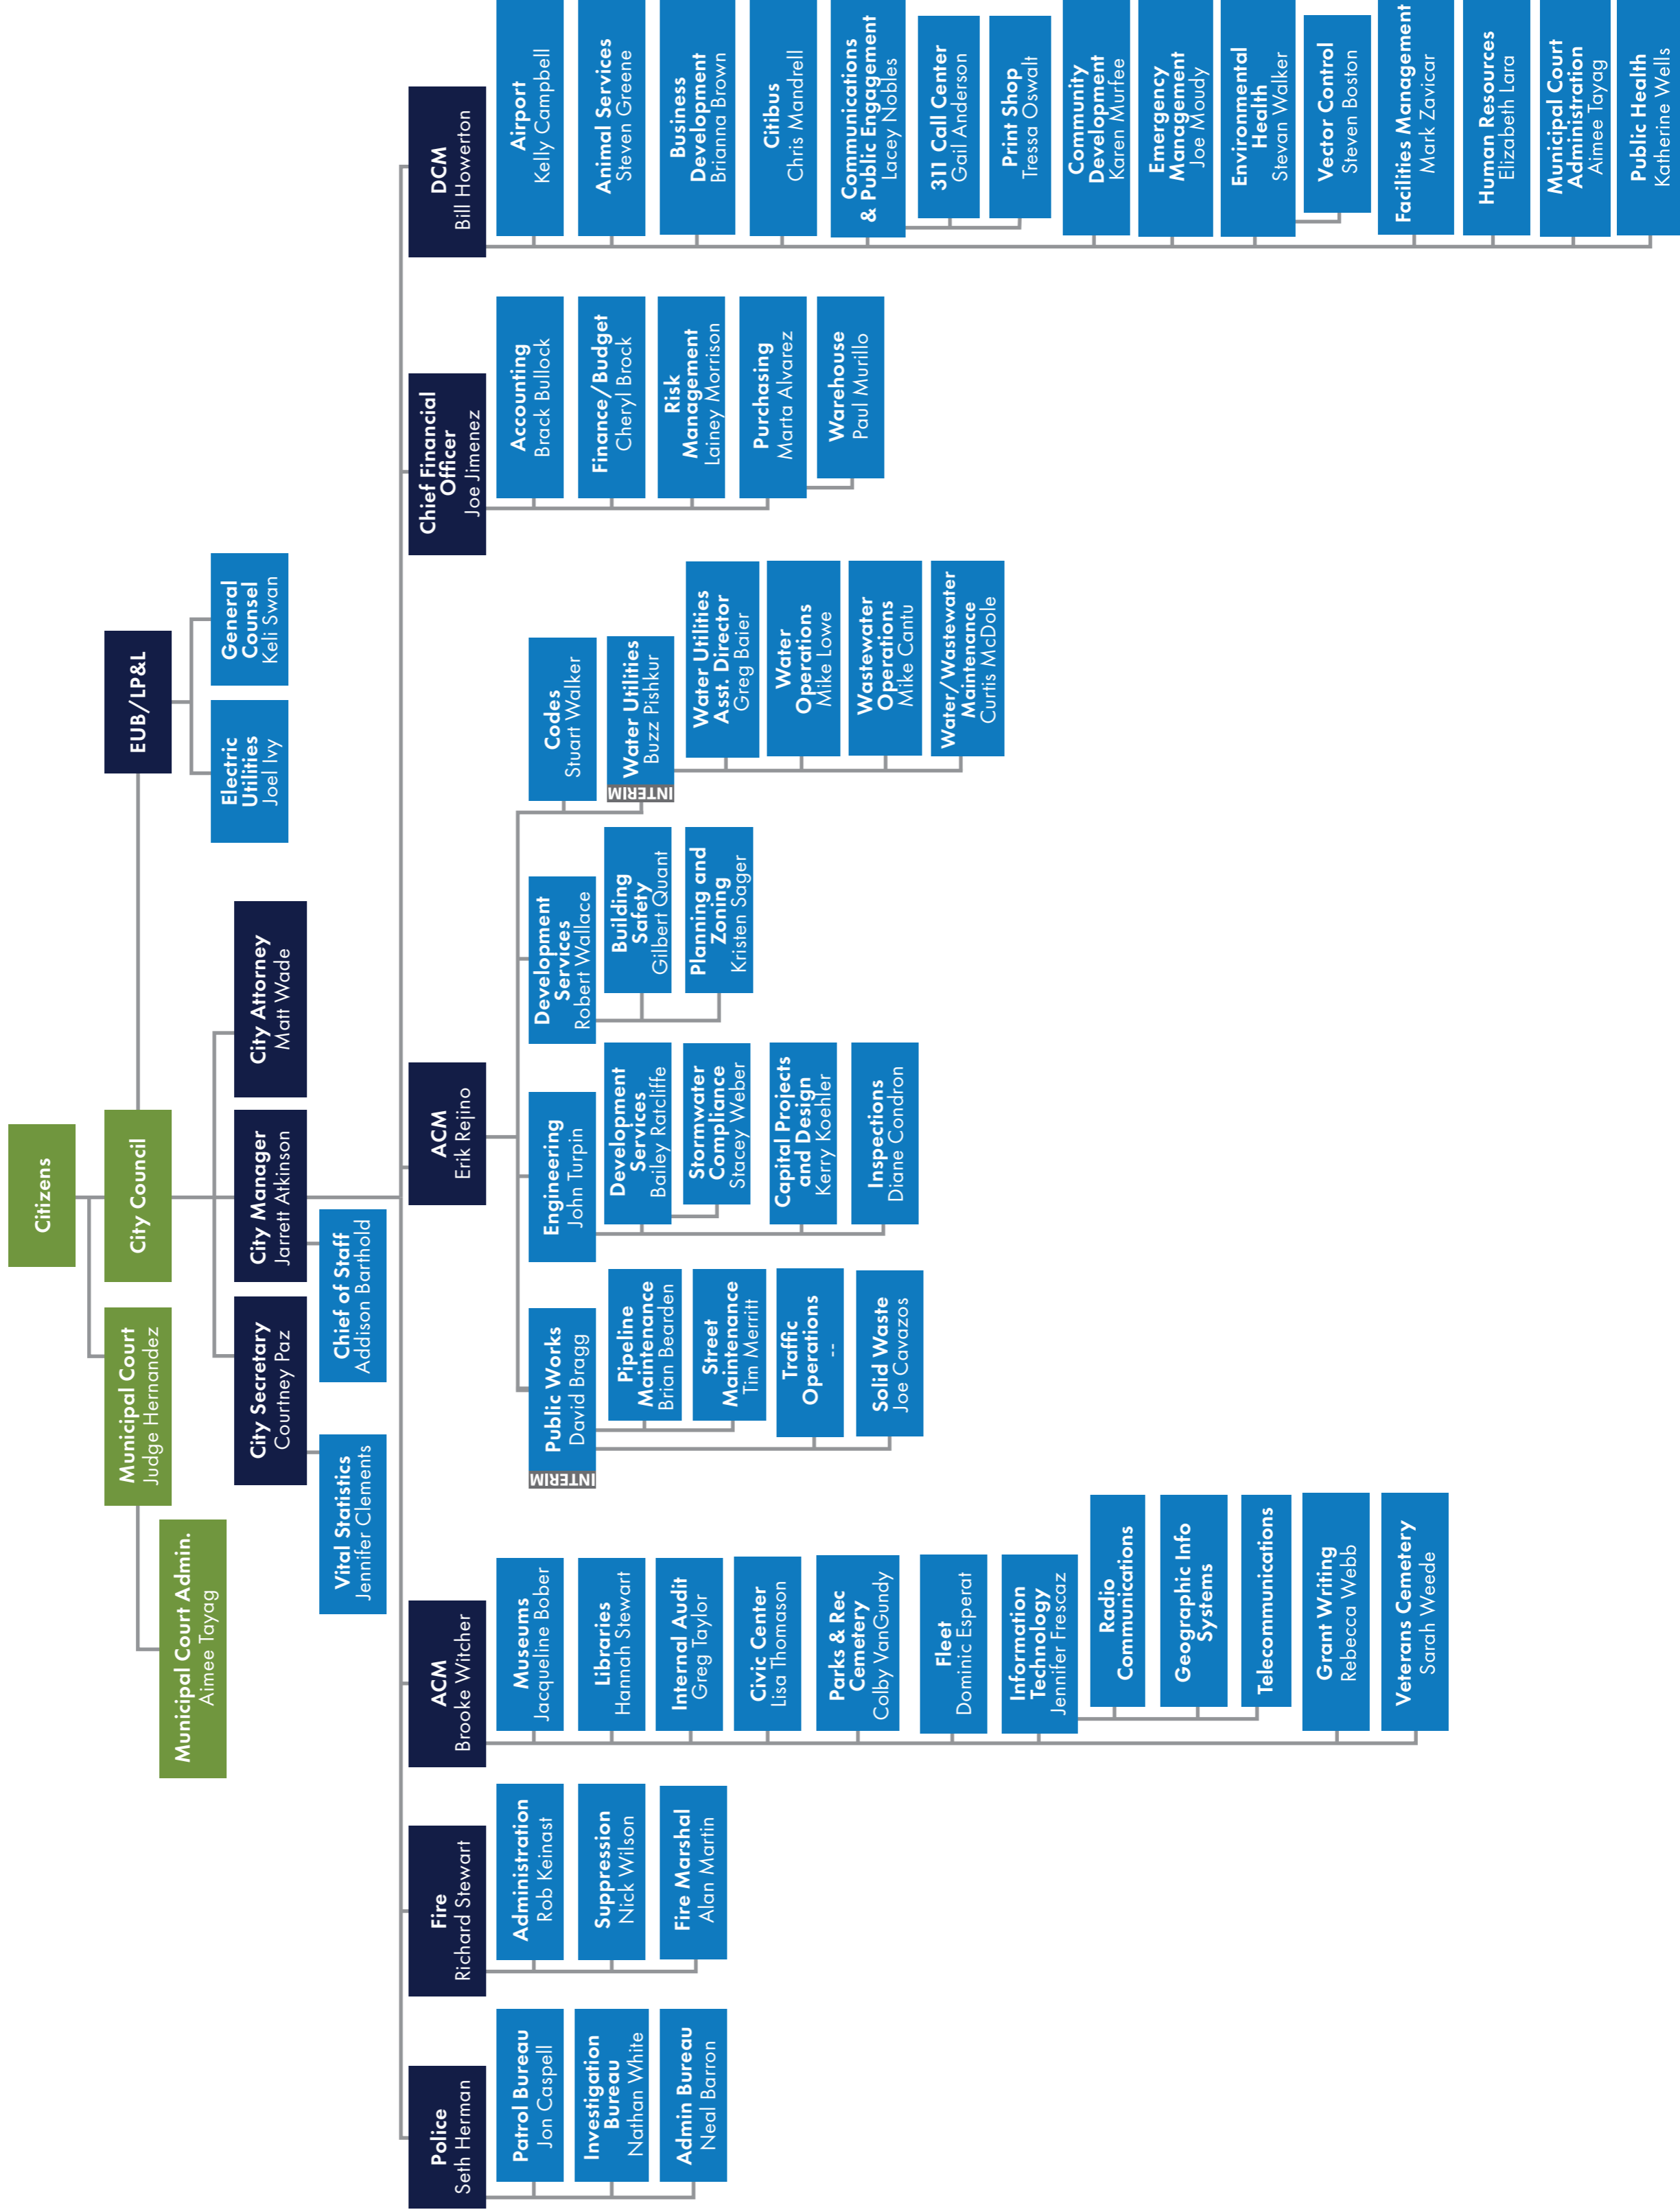 Citizens
Municipal Court
Judge Hernandez
City Council
EUB/LP&L
Municipal Court Admin.
Aimee Tayag
Electric
Utilities
Joel Ivy
General
Counsel
Keli Swan
City Secretary
Courtney Paz
City Manager
Jarrett Atkinson
City Attorney
Matt Wade
Vital Statistics
Jennifer Clements
Chief of Staff
Addison Barthold
Police
Seth Herman
Patrol Bureau
Jon Caspell
Investigation
Bureau
Nathan White
Admin Bureau
Neal Barron
Fire
Richard Stewart
Administration
Rob Keinast
Suppression
Nick Wilson
Fire Marshal
Alan Martin
ACM
Brooke Witcher
Museums
Jacqueline Bober
Libraries
Hannah Stewart
Internal Audit
Greg Taylor
Civic Center
Lisa Thomason
Parks & Rec
Cemetery
Colby VanGundy
Fleet
Dominic Esperat
Information
Technology
Jennifer Frescaz
Radio
Communications
Geographic Info
Systems
Telecommunications
Grant Writing
Rebecca Webb
Veterans Cemetery
Sarah Weede
ACM
Erik Rejino
INTERIM
Public Works
David Bragg
Pipeline
Maintenance
Brian Bearden
Street
Maintenance
Tim Merritt
Traffic
Operations
--
Solid Waste
Joe Cavazos
Engineering
John Turpin
Development
Services
Bailey Ratcliffe
Stormwater
Compliance
Stacey Weber
Capital Projects
and Design
Kerry Koehler
Inspections
Diane Condron
Development
Services
Robert Wallace
Building
Safety
Gilbert Quant
Planning and
Zoning
Kristen Sager
Codes
Stuart Walker
INTERIM
Water Utilities
Buzz Pishkur
Water Utilities
Asst. Director
Greg Baier
Water
Operations
Mike Lowe
Wastewater
Operations
Mike Cantu
Water/Wastewater
Maintenance
Curtis McDole
Chief Financial
Officer
Joe Jimenez
Accounting
Brack Bullock
Finance/Budget
Cheryl Brock
Risk
Management
Lainey Morrison
Purchasing
Marta Alvarez
Warehouse
Paul Murillo
DCM
Bill Howerton
Airport
Kelly Campbell
Animal Services
Steven Greene
Business
Development
Brianna Brown
Citibus
Chris Mandrell
Communications
& Public Engagement
Lacey Nobles
311 Call Center
Gail Anderson
Print Shop
Tressa Oswalt
Community
Development
Karen Murfee
Emergency
Management
Joe Moudy
Environmental
Health
Stevan Walker
Vector Control
Steven Boston
Facilities Management
Mark Zavicar
Human Resources
Elizabeth Lara
Municipal Court
Administration
Aimee Tayag
Public Health
Katherine Wells